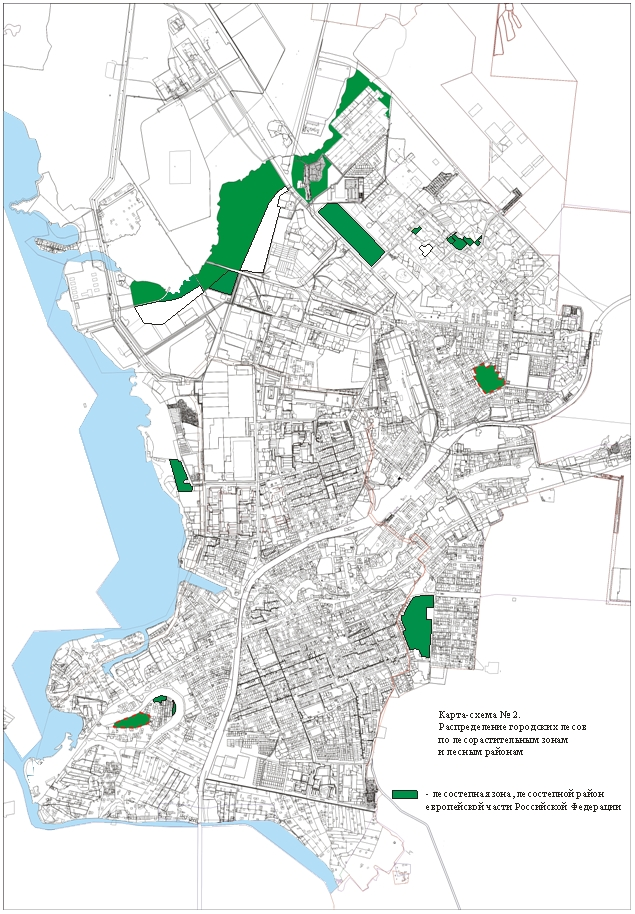 Карта-схема № 2.
Распределение городских лесов
по лесорастительным зонам
и лесным районам
- лесостепная зона, лесостепной район
европейской части Российской Федерации